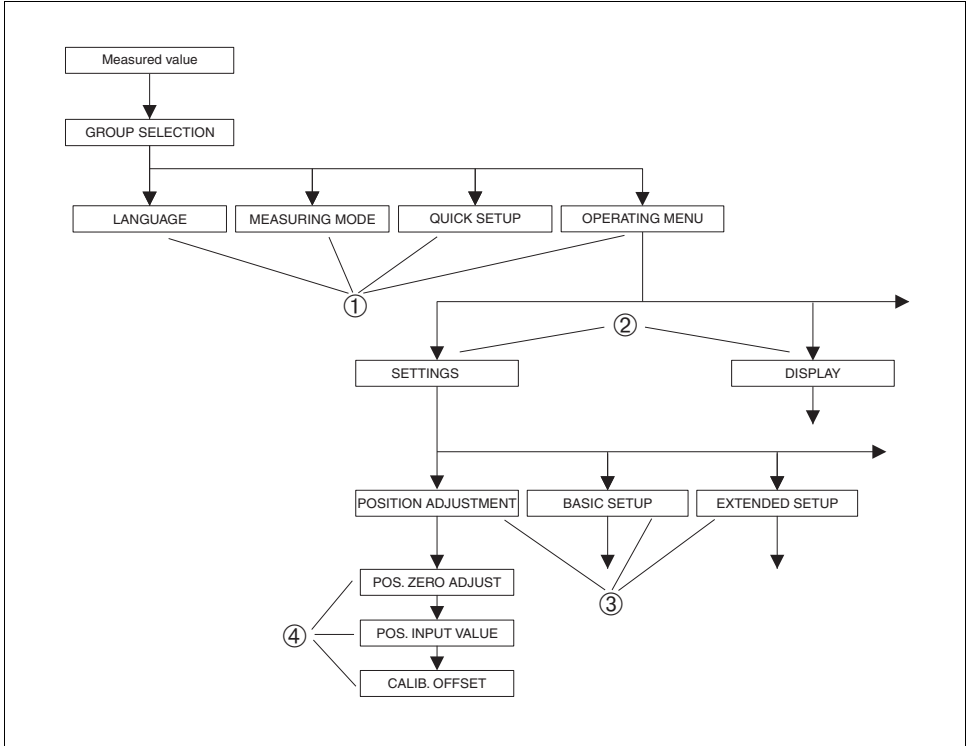 Measured value
GROUP SELECTION
LANGUAGE
MEASURING MODE
QUICK SETUP
OPERATING MENU
①
②
SETTINGS
DISPLAY
POSITION ADJUSTMENT
BASIC SETUP
EXTENDED SETUP
POS. ZERO ADJUST
③
④
POS. INPUT VALUE
CALIB. OFFSET